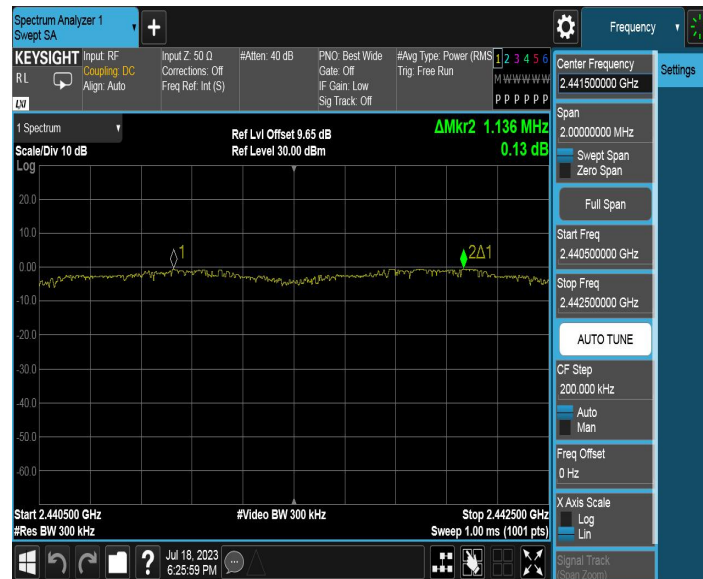 Spectrum Analyzer 1
Swept SA
+
Frequency
KEYSIGHT
RL
LXI
Input: RF
Coupling: DC
Align: Auto
Input Z: 50 Ω
Corrections: Off
Freq Ref: Int (S)
#Atten: 40 dB
PNO: Best Wide
Gate: Off
IF Gain: Low
Sig Track: Off
#Avg Type: Power (RMS
Trig: Free Run
1 2 3 4 5 6
M W W W W W
P P P P P P
Center Frequency
2.441500000 GHz
Settings
Span
2.00000000 MHz
Swept Span
Zero Span
Full Span
Start Freq
2.440500000 GHz
Stop Freq
2.442500000 GHz
AUTO TUNE
CF Step
200.000 kHz
Auto
Man
Freq Offset
0 Hz
X Axis Scale
Log
Lin
Signal Track
(Span Zoom)
1 Spectrum
Scale/Div 10 dB
Ref Lvl Offset 9.65 dB
Ref Level 30.00 dBm
ΔMkr2 1.136 MHz
0.13 dB
Log
20.0
10.0
0.00
-10.0
-20.0
-30.0
-40.0
-50.0
-60.0
1
2Δ1
Start 2.440500 GHz
#Res BW 300 kHz
#Video BW 300 kHz
Stop 2.442500 GHz
Sweep 1.00 ms (1001 pts)
?
Jul 18, 2023
6:25:59 PM